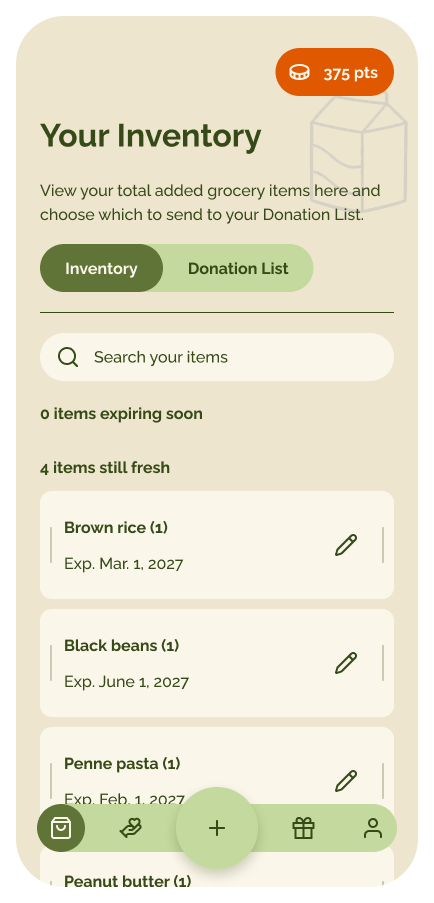 375 pts
Your Inventory
View your total added grocery items here and
choose which to send to your Donation List.
Inventory
Donation List
Search your items
0 items expiring soon
4 items still fresh
Brown rice (1)
Exp. Mar. 1, 2027
Black beans (1)
Exp. June 1, 2027
Penne pasta (1)
Exp. Feb. 1, 2027
Peanut butter (1)